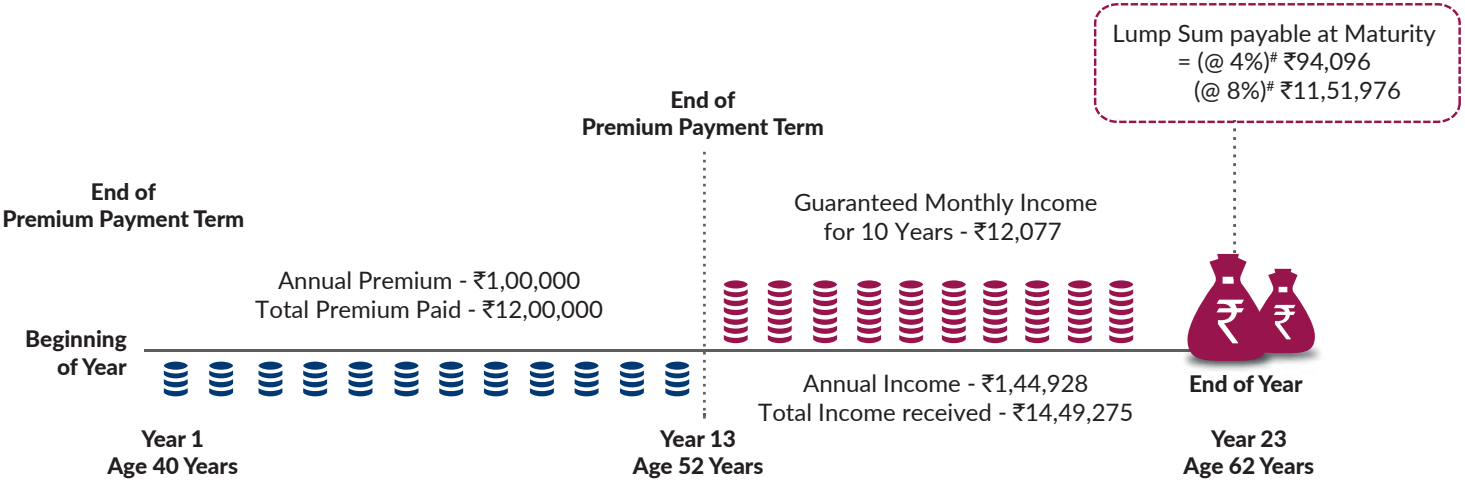 Lump Sum payable at Maturity
= (@ 4%)# ₹94,096
(@ 8%)# ₹11,51,976
End of
Premium Payment Term
End of
Premium Payment Term
Guaranteed Monthly Income
for 10 Years - ₹12,077
Annual Premium - ₹1,00,000
Total Premium Paid - ₹12,00,000
Beginning
of Year
Annual Income - ₹1,44,928
Total Income received - ₹14,49,275
₹
₹
End of Year
Year 1
Age 40 Years
Year 13
Age 52 Years
Year 23
Age 62 Years